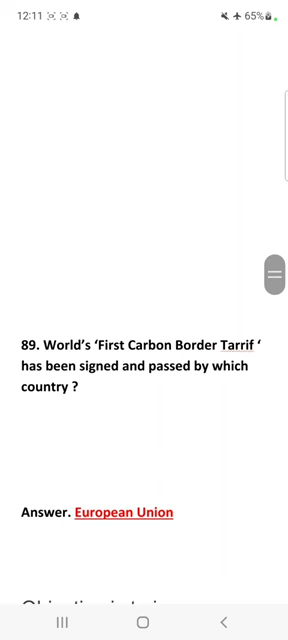 12:11
65%
89. World's ‘First Carbon Border Tarrif ‘
has been signed and passed by which
country ?
Answer. European Union